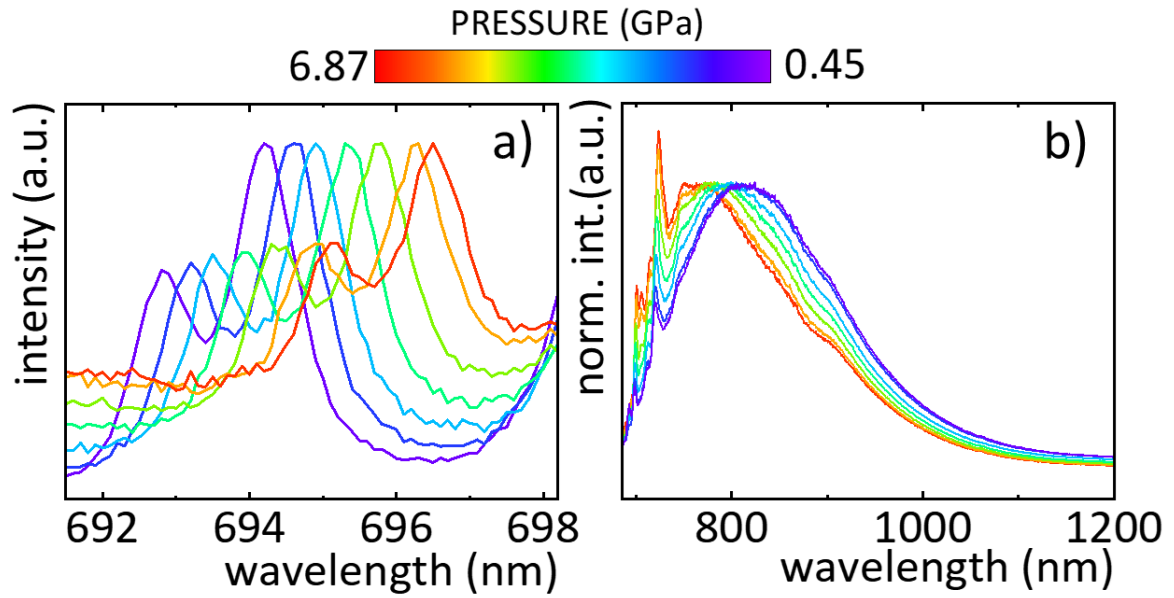 PRESSURE (GPa)
6.87 0.45
intensity (a.u.)
a)
692 694 696 698
wavelength (nm)
norm. int.(a.u.)
b)
800 1000 1200
wavelength (nm)